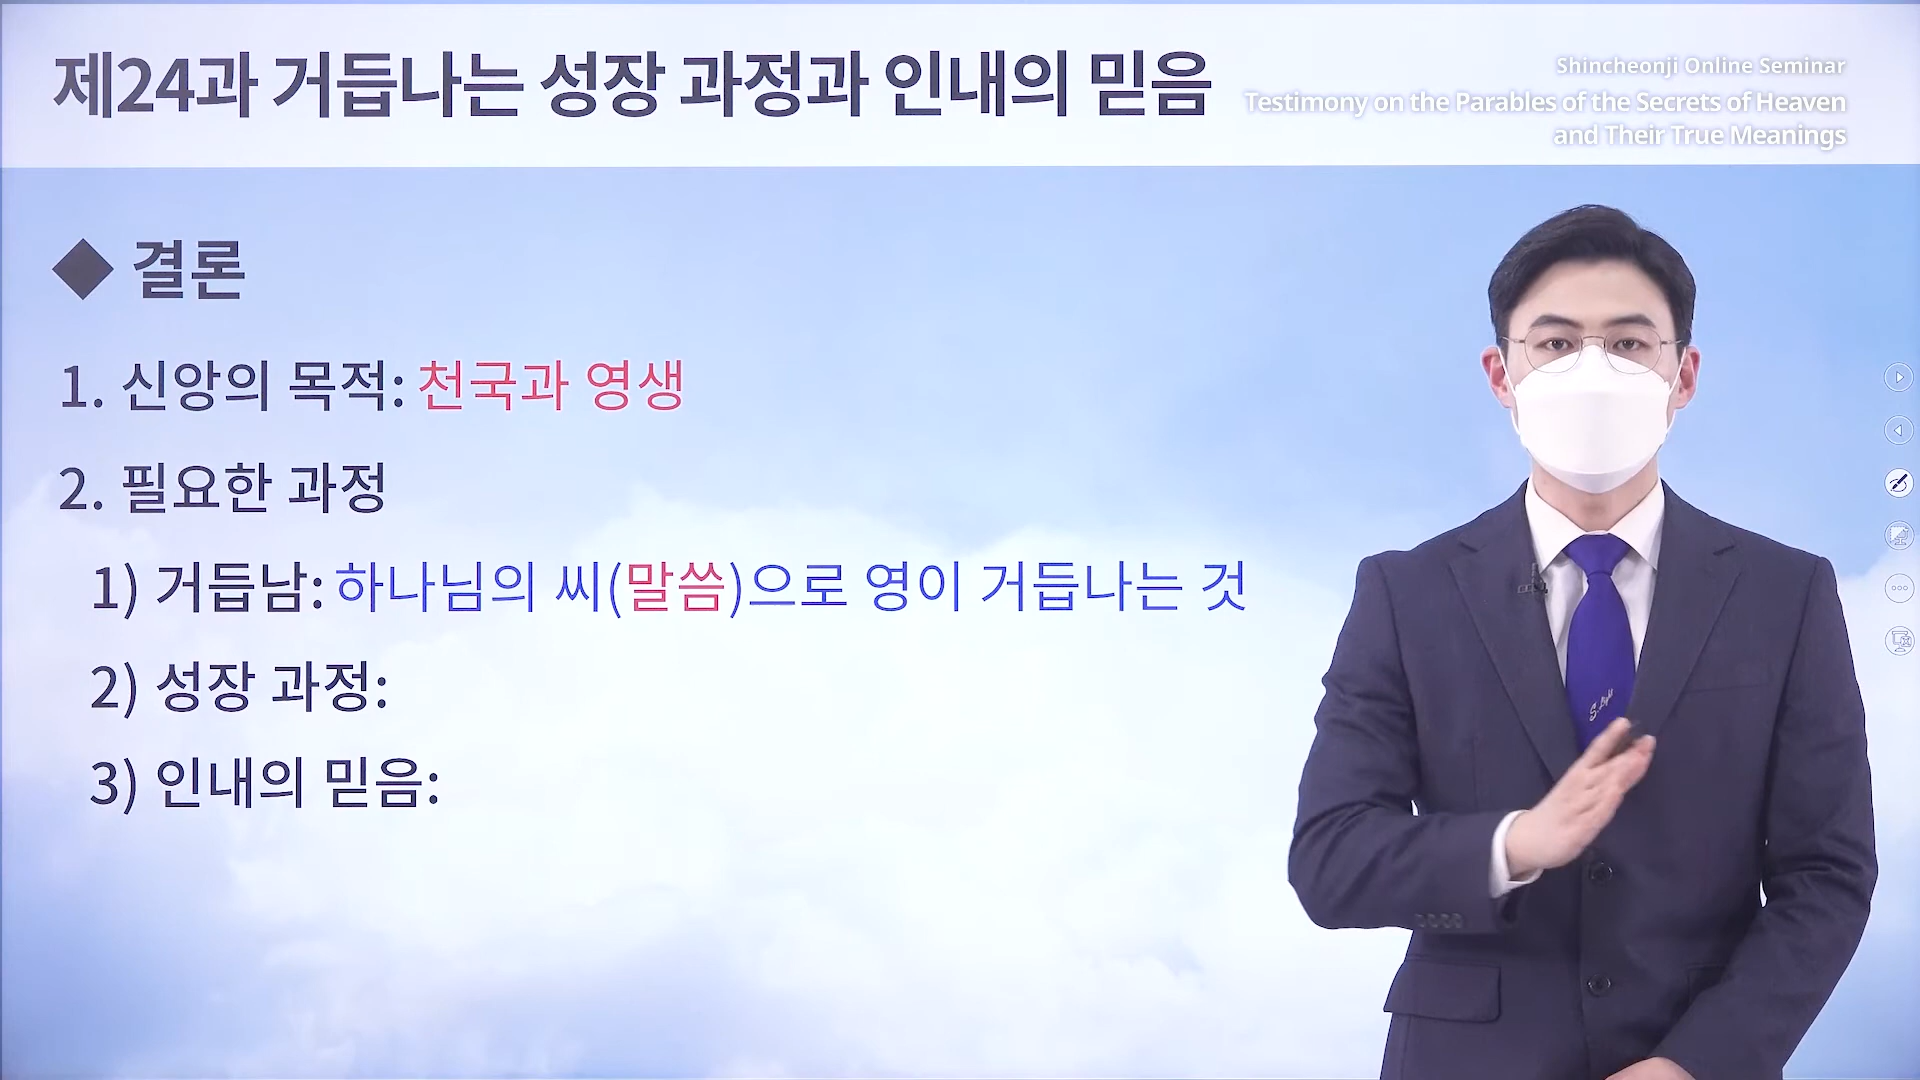 제24과 거듭나는 성장 과정과 인내의 믿음
Shincheonji Online Seminar
Testimony on the Parables of the Secrets of Heaven
and Their True Meanings
◆ 결론
1. 신앙의 목적: 천국과 영생
2. 필요한 과정
1) 거듭남: 하나님의 씨(말씀)으로 영이 거듭나는 것
2) 성장 과정:
3) 인내의 믿음:
S. Light